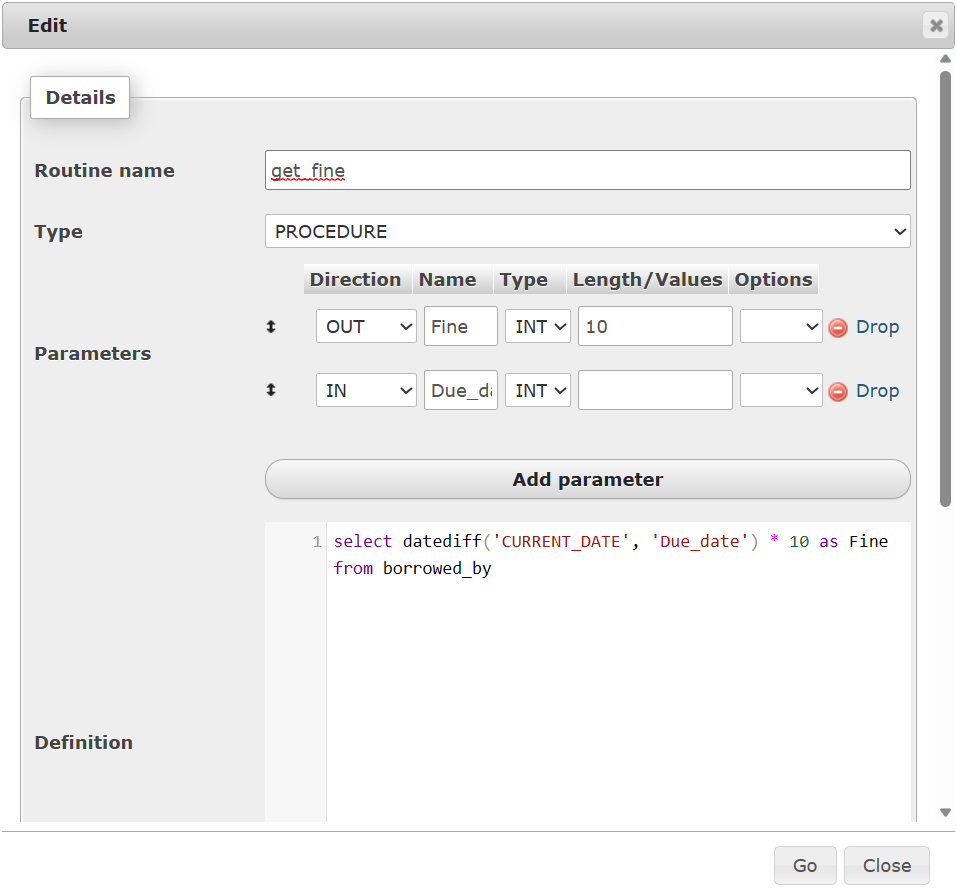 Edit
Details
Routine name
get_fine
Type
PROCEDURE
Direction Name Type Length/Values Options
Parameters
OUT Fine INT 10 Drop
IN Due_da INT Drop
Add parameter
Definition
1 select datediff('CURRENT_DATE', 'Due_date') * 10 as Fine
from borrowed_by
Go Close